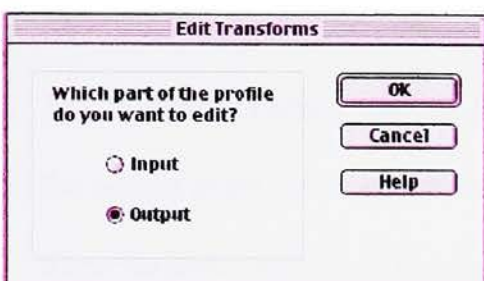 Edit Transforms
Which part of the profile
do you want to edit?
Input
Output
OK
Cancel
Help